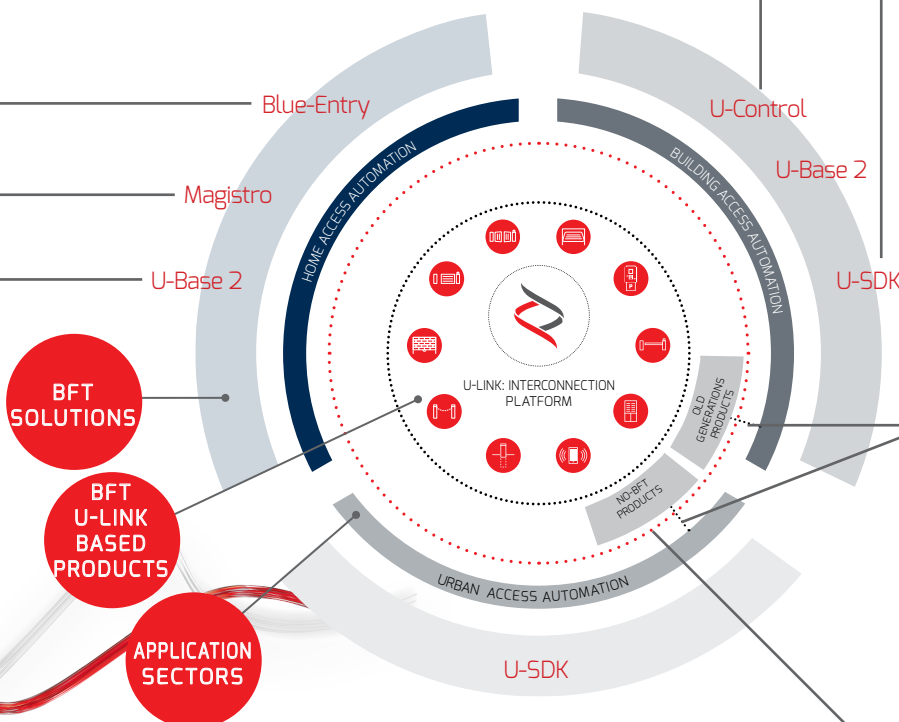 Blue-Entry
Magistro
U-Base 2
HOME ACCESS AUTOMATION
U-Control
U-Base 2
U-SDK
BUILDING ACCESS AUTOMATION
U-LINK: INTERCONNECTION
PLATFORM
OLD
GENERATIONS
PRODUCTS
NO-BFT
PRODUCTS
URBAN ACCESS AUTOMATION
U-SDK
BFT
SOLUTIONS
BFT
U-LINK
BASED
PRODUCTS
APPLICATION
SECTORS